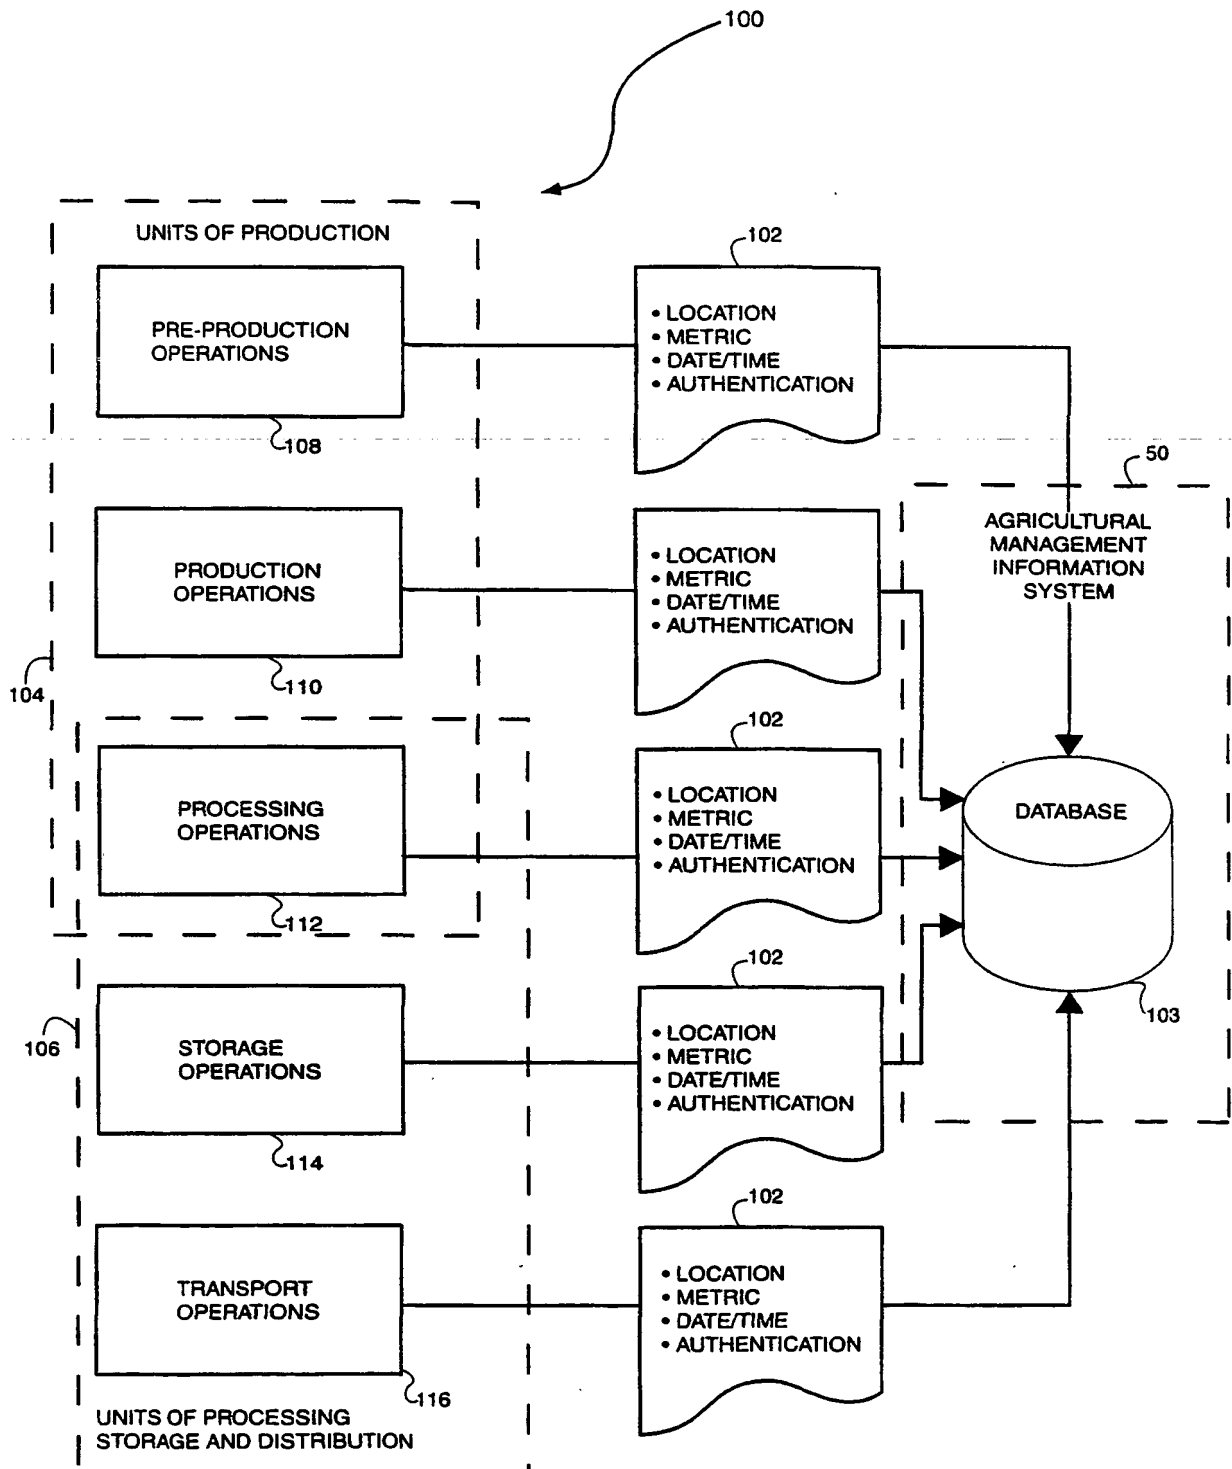 100
UNITS OF PRODUCTION
PRE-PRODUCTION
OPERATIONS
108
102
• LOCATION
• METRIC
• DATE/TIME
• AUTHENTICATION
50
AGRICULTURAL
MANAGEMENT
INFORMATION
SYSTEM
PRODUCTION
OPERATIONS
110
104
• LOCATION
• METRIC
• DATE/TIME
• AUTHENTICATION
PROCESSING
OPERATIONS
112
102
• LOCATION
• METRIC
• DATE/TIME
• AUTHENTICATION
DATABASE
103
106
STORAGE
OPERATIONS
114
102
• LOCATION
• METRIC
• DATE/TIME
• AUTHENTICATION
TRANSPORT
OPERATIONS
116
102
• LOCATION
• METRIC
• DATE/TIME
• AUTHENTICATION
UNITS OF PROCESSING
STORAGE AND DISTRIBUTION